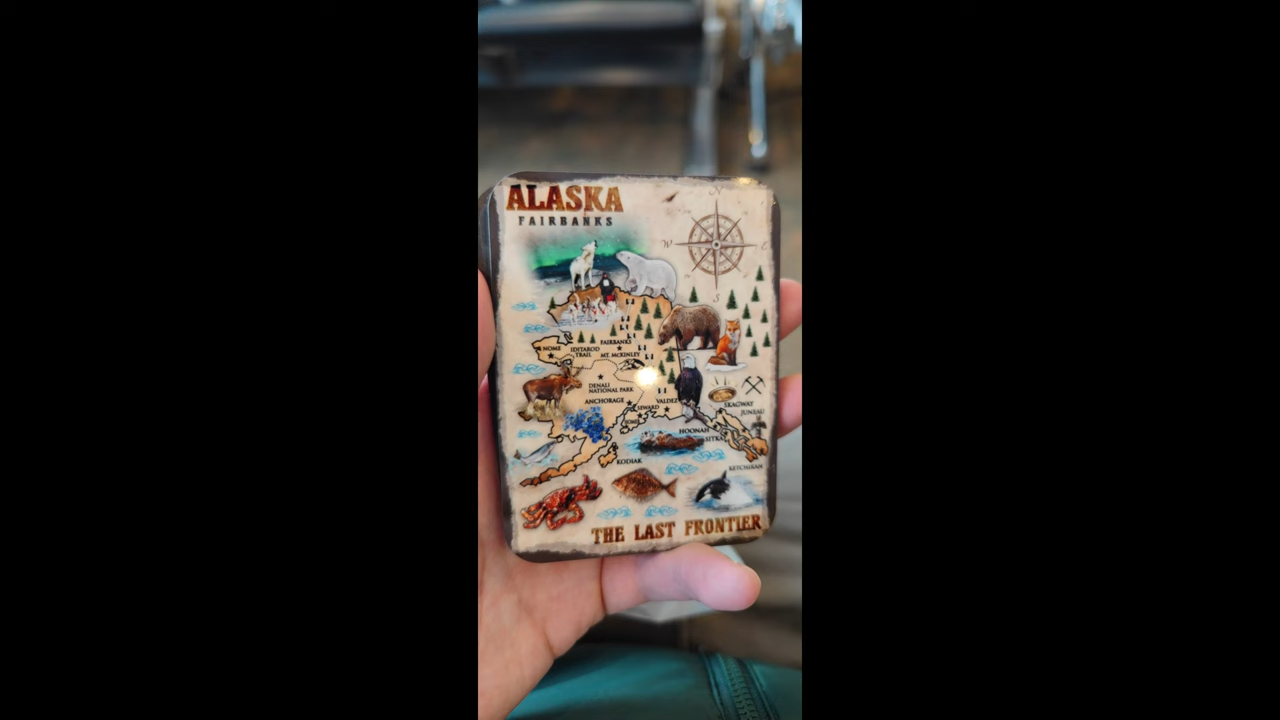 ALASKA
FAIRBANKS
N
W
E
S
FAIRBANKS
NOME
IDITAROD
TRAIL
MT. MCKINLEY
DENALI
NATIONAL PARK
ANCHORAGE
VALDEZ
SEWARD
SKAGWAY
JUNEAU
HOONAH
SITKA
KODIAK
KETCHIKAN
THE LAST FRONTIER